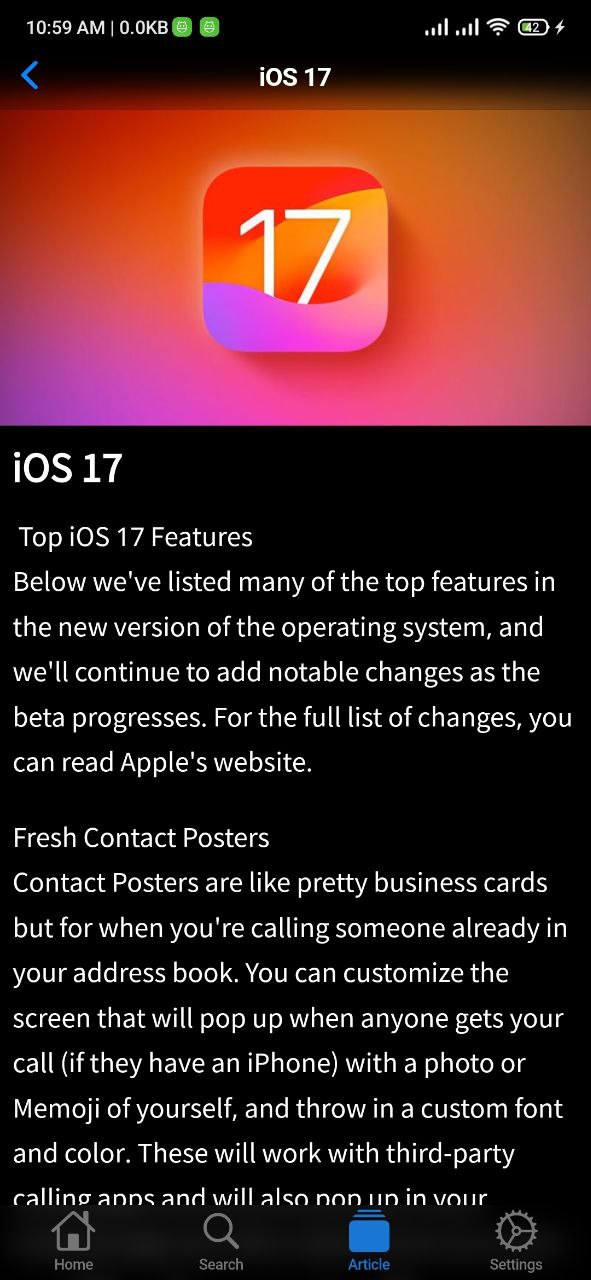 10:59 AM | 0.0KB 42
iOS 17
17
iOS 17
Top iOS 17 Features
Below we've listed many of the top features in
the new version of the operating system, and
we'll continue to add notable changes as the
beta progresses. For the full list of changes, you
can read Apple's website.
Fresh Contact Posters
Contact Posters are like pretty business cards
but for when you're calling someone already in
your address book. You can customize the
screen that will pop up when anyone gets your
call (if they have an iPhone) with a photo or
Memoji of yourself, and throw in a custom font
and color. These will work with third-party
calling apps and will also pop up in your
Home Search Article Settings